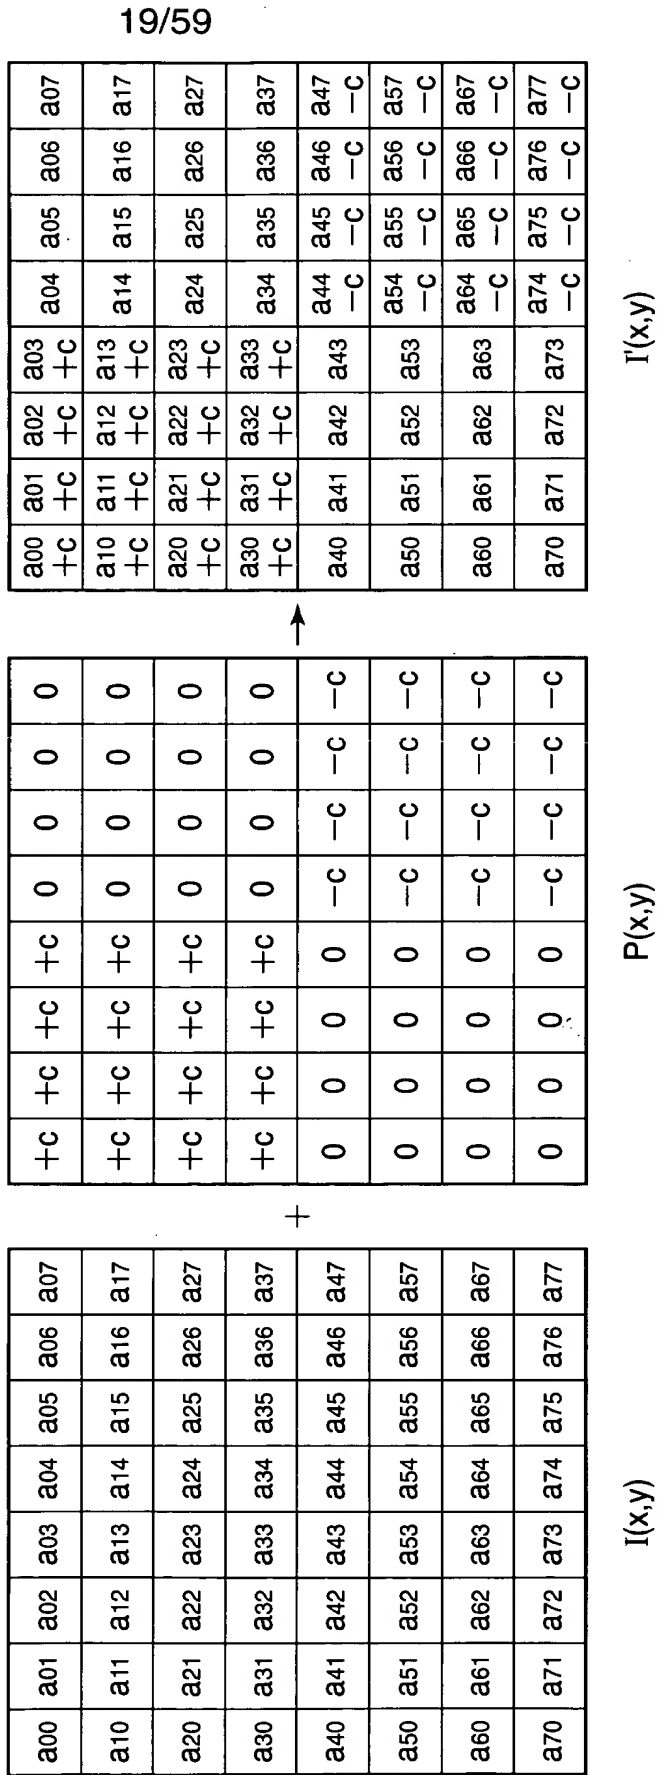 19/59
a00 a01 a02 a03 a04 a05 a06 a07
a10 a11 a12 a13 a14 a15 a16 a17
a20 a21 a22 a23 a24 a25 a26 a27
a30 a31 a32 a33 a34 a35 a36 a37
a40 a41 a42 a43 a44 a45 a46 a47
a50 a51 a52 a53 a54 a55 a56 a57
a60 a61 a62 a63 a64 a65 a66 a67
a70 a71 a72 a73 a74 a75 a76 a77
I(x,y)
+
+c +c +c +c 0 0 0 0
+c +c +c +c 0 0 0 0
+c +c +c +c 0 0 0 0
+c +c +c +c 0 0 0 0
0 0 0 0 −c −c −c −c
0 0 0 0 −c −c −c −c
0 0 0 0 −c −c −c −c
0 0 0 0 −c −c −c −c
P(x,y)
→
a00 a01 a02 a03 a04 a05 a06 a07
+c +c +c +c
a10 a11 a12 a13 a14 a15 a16 a17
+c +c +c +c
a20 a21 a22 a23 a24 a25 a26 a27
+c +c +c +c
a30 a31 a32 a33 a34 a35 a36 a37
+c +c +c +c
a40 a41 a42 a43 a44 a45 a46 a47
−c −c −c −c
a50 a51 a52 a53 a54 a55 a56 a57
−c −c −c −c
a60 a61 a62 a63 a64 a65 a66 a67
−c −c −c −c
a70 a71 a72 a73 a74 a75 a76 a77
−c −c −c −c
I'(x,y)